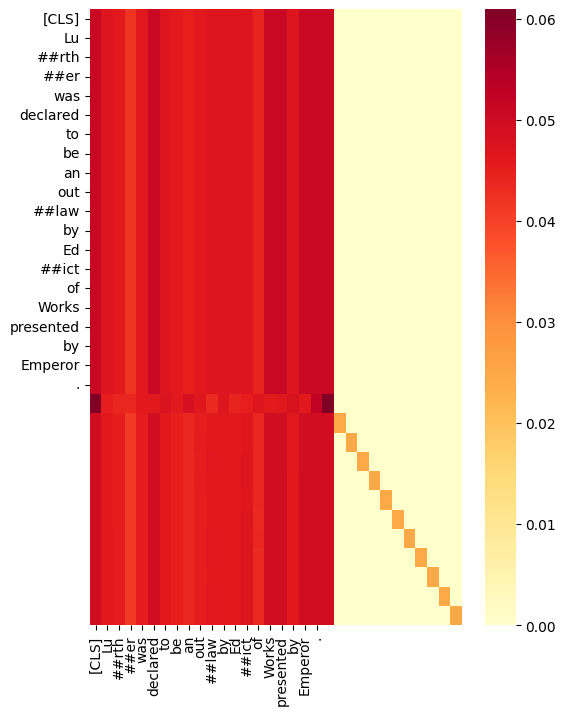 [CLS]
Lu
##rth
##er
was
declared
to
be
an
out
##law
by
Ed
##ict
of
Works
presented
by
Emperor
.
0.06
0.05
0.04
0.03
0.02
0.01
0.00
[CLS]
Lu
##rth
##er
was
declared
to
be
an
out
##law
by
Ed
##ict
of
Works
presented
by
Emperor
.